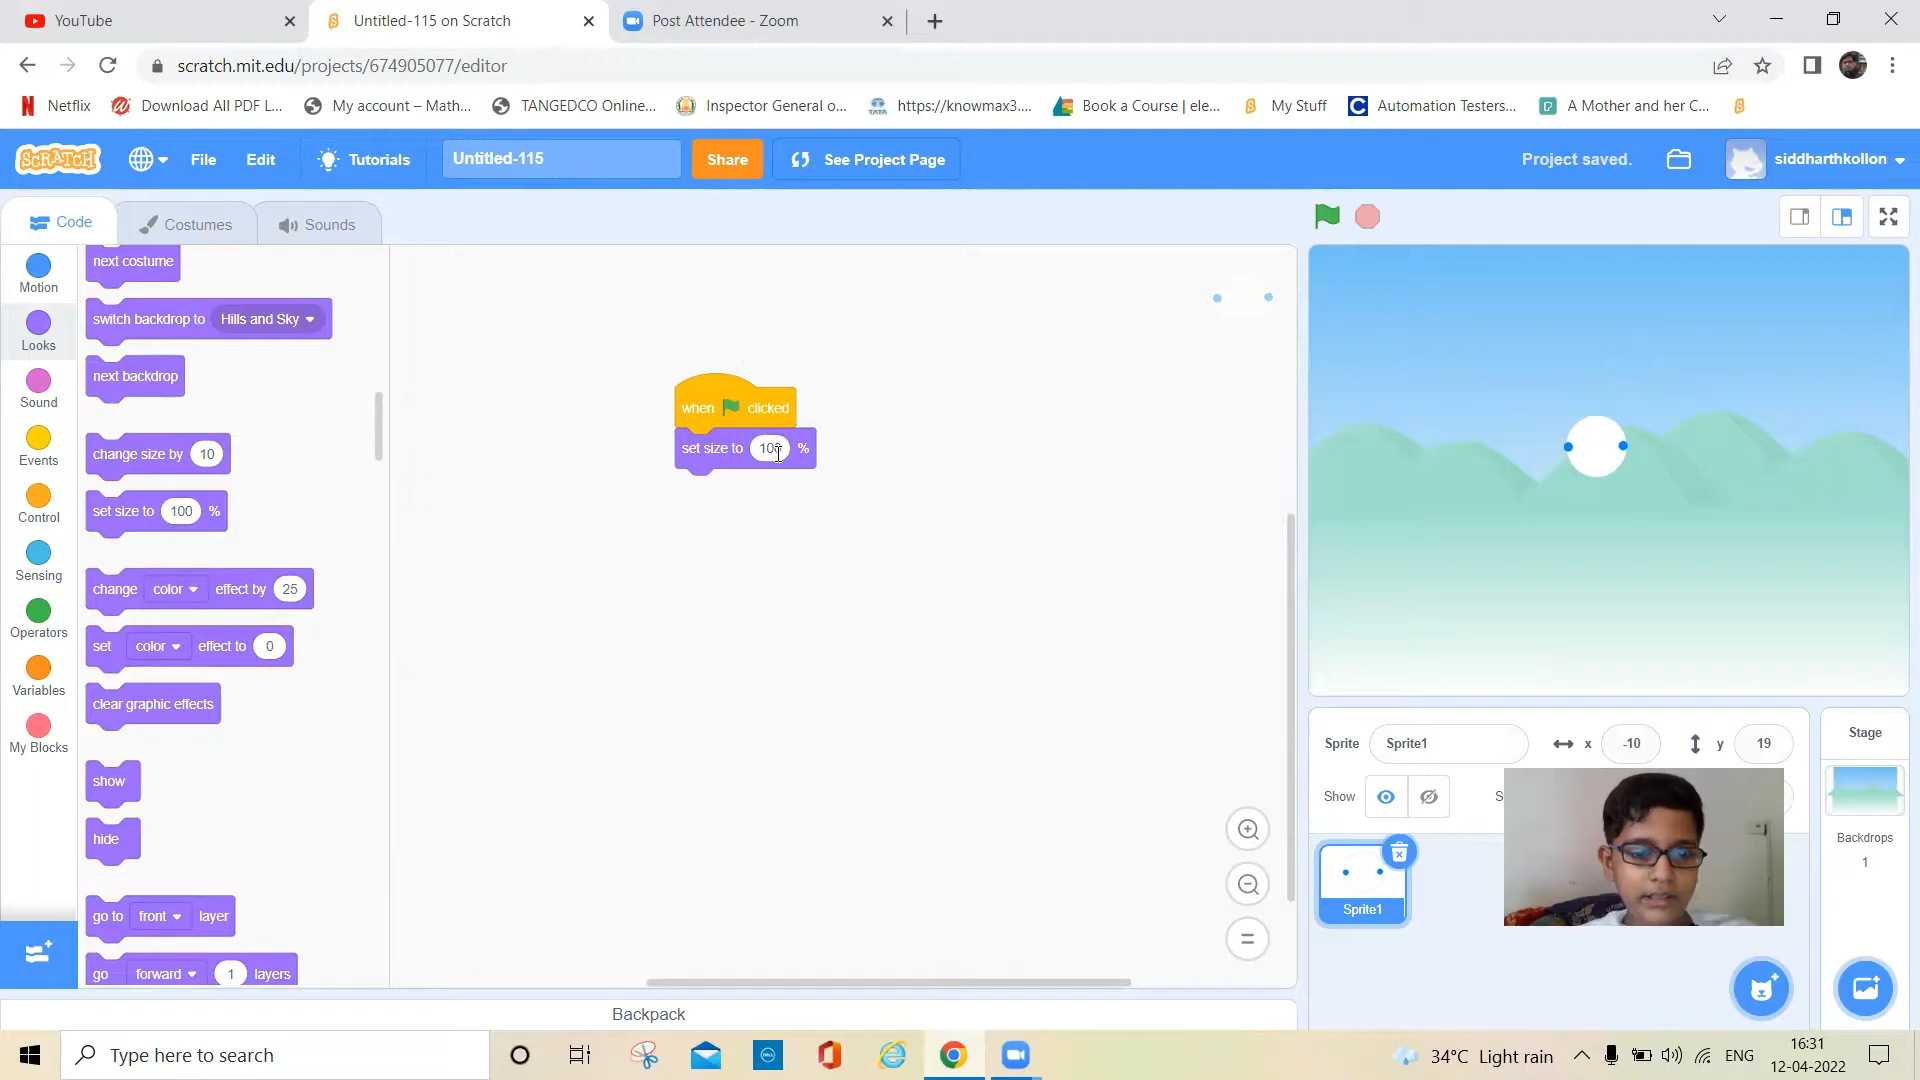 YouTube
Untitled-115 on Scratch
Post Attendee - Zoom
scratch.mit.edu/projects/674905077/editor
N Netflix
Download All PDF L...
My account – Math...
TANGEDCO Online...
Inspector General o...
https://knowmax3....
Book a Course | ele...
My Stuff
Automation Testers...
A Mother and her C...
SCRATCH
File
Edit
Tutorials
Untitled-115
Share
See Project Page
Project saved.
siddharthkollon
Code
Costumes
Sounds
Motion
Looks
Sound
Events
Control
Sensing
Operators
Variables
My Blocks
next costume
switch backdrop to Hills and Sky
next backdrop
change size by 10
set size to 100 %
change color effect by 25
set color effect to 0
clear graphic effects
show
hide
go to front layer
go forward 1 layers
when clicked
set size to 100 %
Sprite
Sprite1
x
-10
y
19
Show
S
Sprite1
Stage
Backdrops
1
Backpack
Type here to search
34°C Light rain
ENG
16:31
12-04-2022